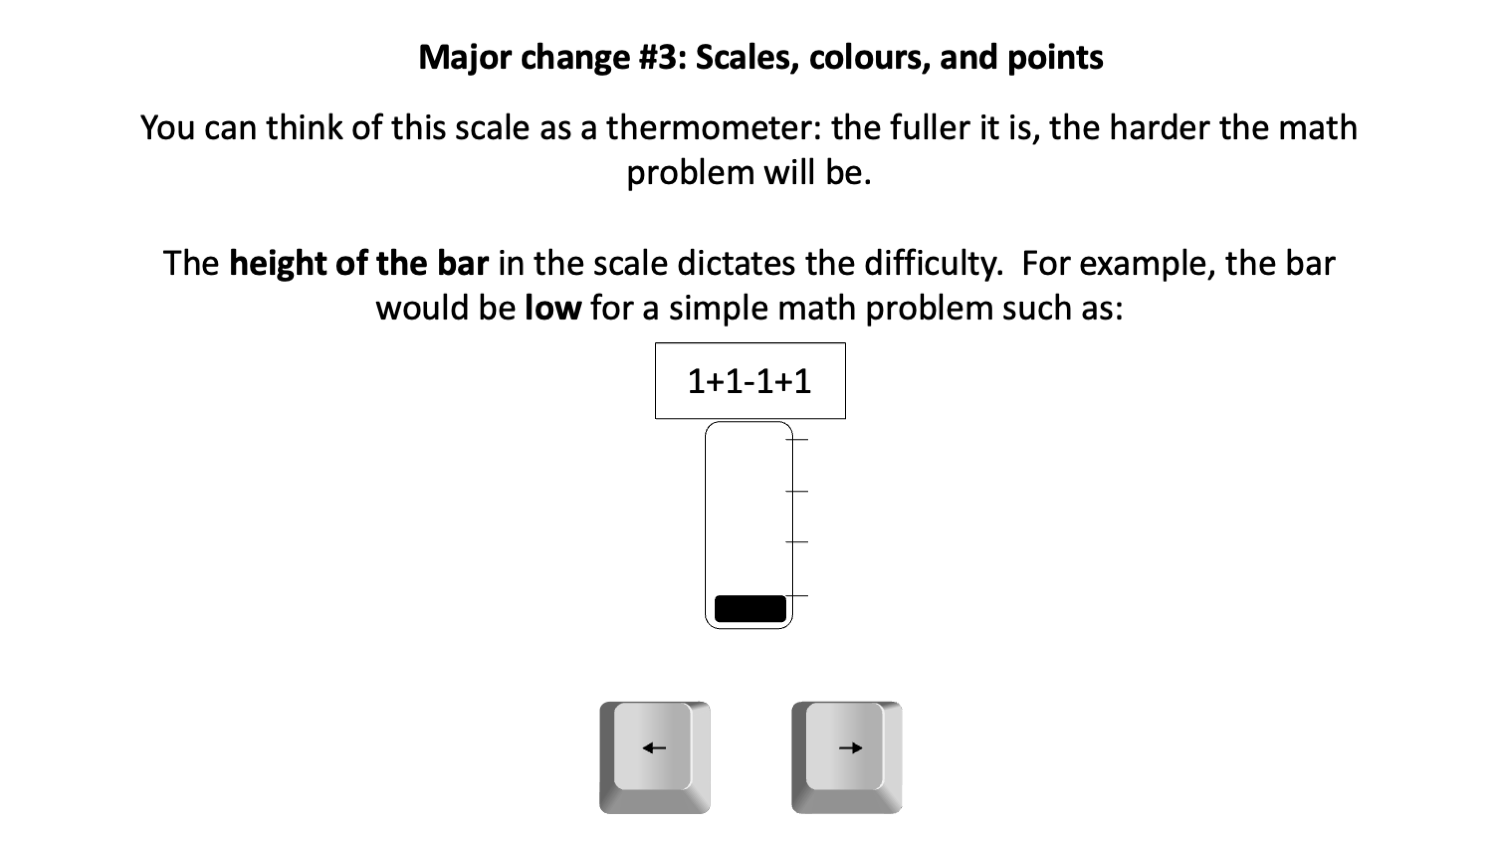 Major change #3: Scales, colours, and points
You can think of this scale as a thermometer: the fuller it is, the harder the math
problem will be.
The height of the bar in the scale dictates the difficulty.  For example, the bar
would be low for a simple math problem such as:
1+1-1+1
← →